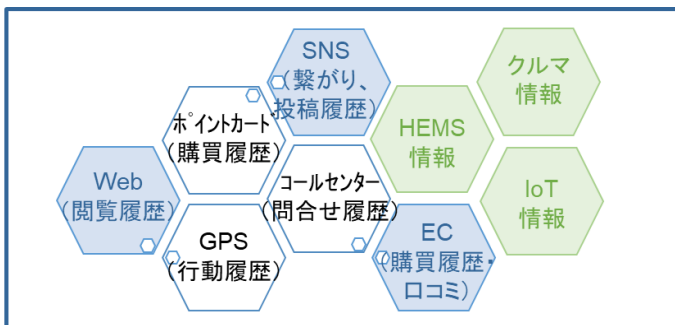 SNS
(繋がり、
投稿履歴)
クルマ
情報
ポイントカート゛
(購買履歴)
HEMS
情報
Web
(閲覧履歴)
コールセンター
(問合せ履歴)
IoT
情報
GPS
(行動履歴)
EC
(購買履歴・
口コミ)